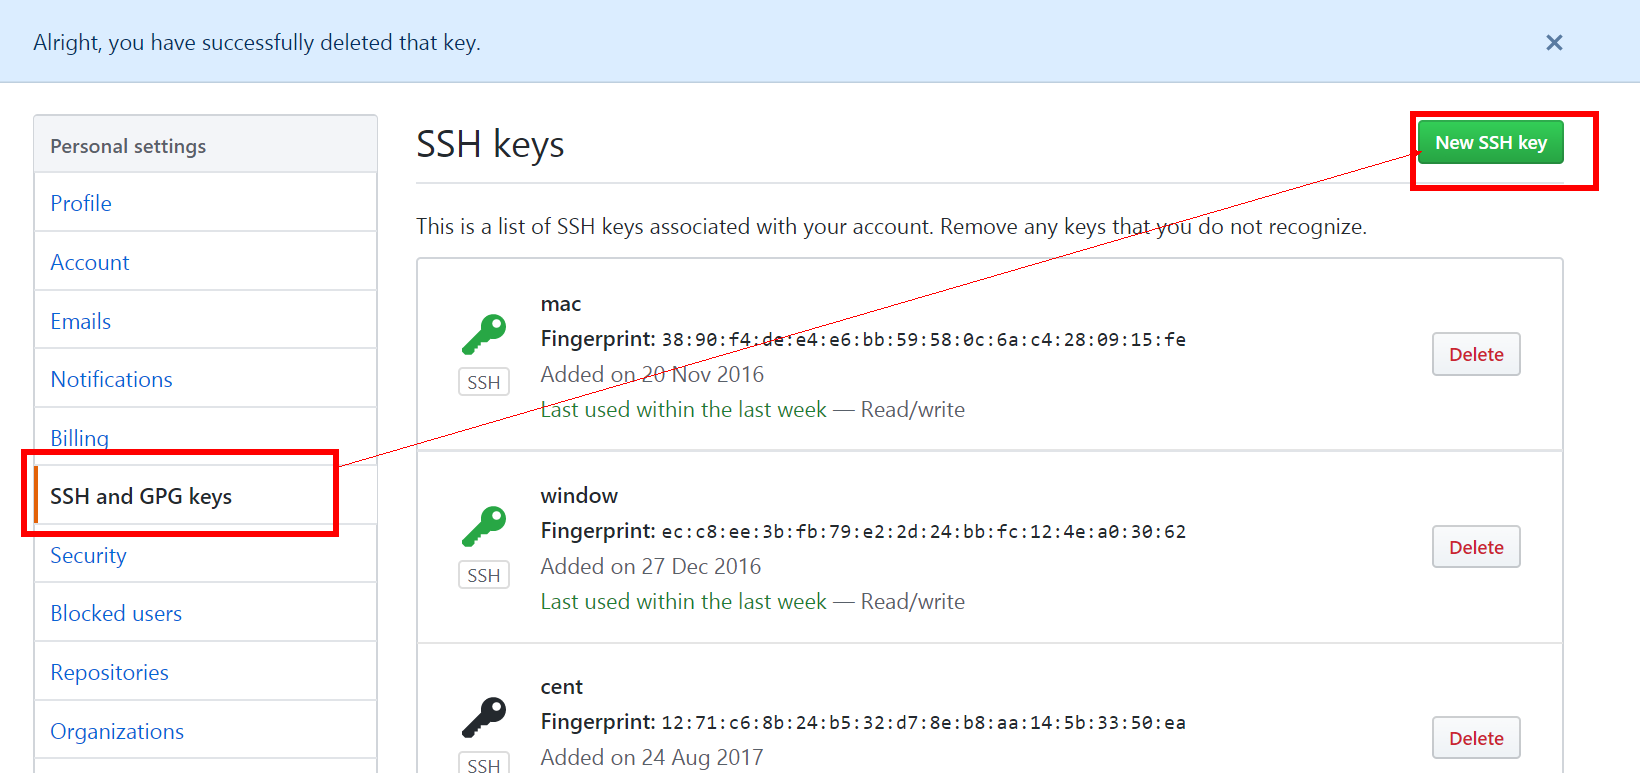 Alright, you have successfully deleted that key.
Personal settings
Profile
Account
Emails
Notifications
Billing
SSH and GPG keys
Security
Blocked users
Repositories
Organizations
SSH keys
New SSH key
This is a list of SSH keys associated with your account. Remove any keys that you do not recognize.
mac
Fingerprint: 38:90:f4:de:e4:e6:bb:59:58:0c:6a:c4:28:09:15:fe
SSH
Added on 20 Nov 2016
Last used within the last week — Read/write
Delete
window
Fingerprint: ec:c8:ee:3b:fb:79:e2:2d:24:bb:fc:12:4e:a0:30:62
SSH
Added on 27 Dec 2016
Last used within the last week — Read/write
Delete
cent
Fingerprint: 12:71:c6:8b:24:b5:32:d7:8e:b8:aa:14:5b:33:50:ea
SSH
Added on 24 Aug 2017
Delete